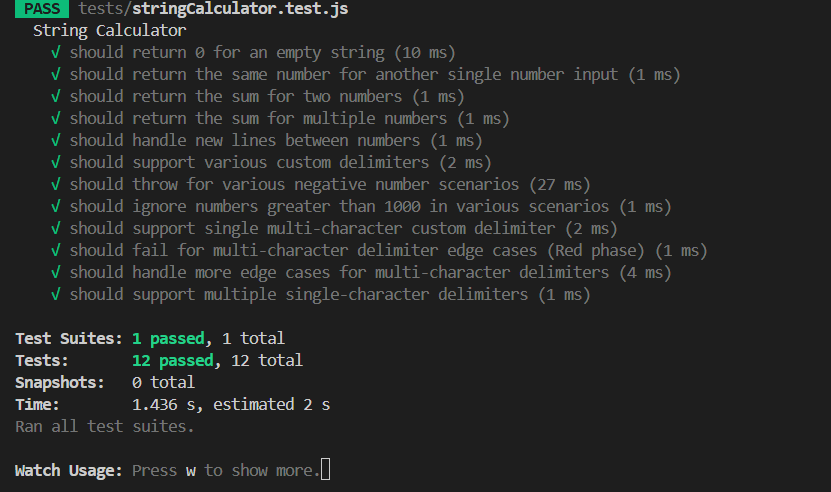 PASS tests/stringCalculator.test.js
String Calculator
√ should return 0 for an empty string (10 ms)
√ should return the same number for another single number input (1 ms)
√ should return the sum for two numbers (1 ms)
√ should return the sum for multiple numbers (1 ms)
√ should handle new lines between numbers (1 ms)
√ should support various custom delimiters (2 ms)
√ should throw for various negative number scenarios (27 ms)
√ should ignore numbers greater than 1000 in various scenarios (1 ms)
√ should support single multi-character custom delimiter (2 ms)
√ should fail for multi-character delimiter edge cases (Red phase) (1 ms)
√ should handle more edge cases for multi-character delimiters (4 ms)
√ should support multiple single-character delimiters (1 ms)
Test Suites: 1 passed, 1 total
Tests: 12 passed, 12 total
Snapshots: 0 total
Time: 1.436 s, estimated 2 s
Ran all test suites.
Watch Usage: Press w to show more.